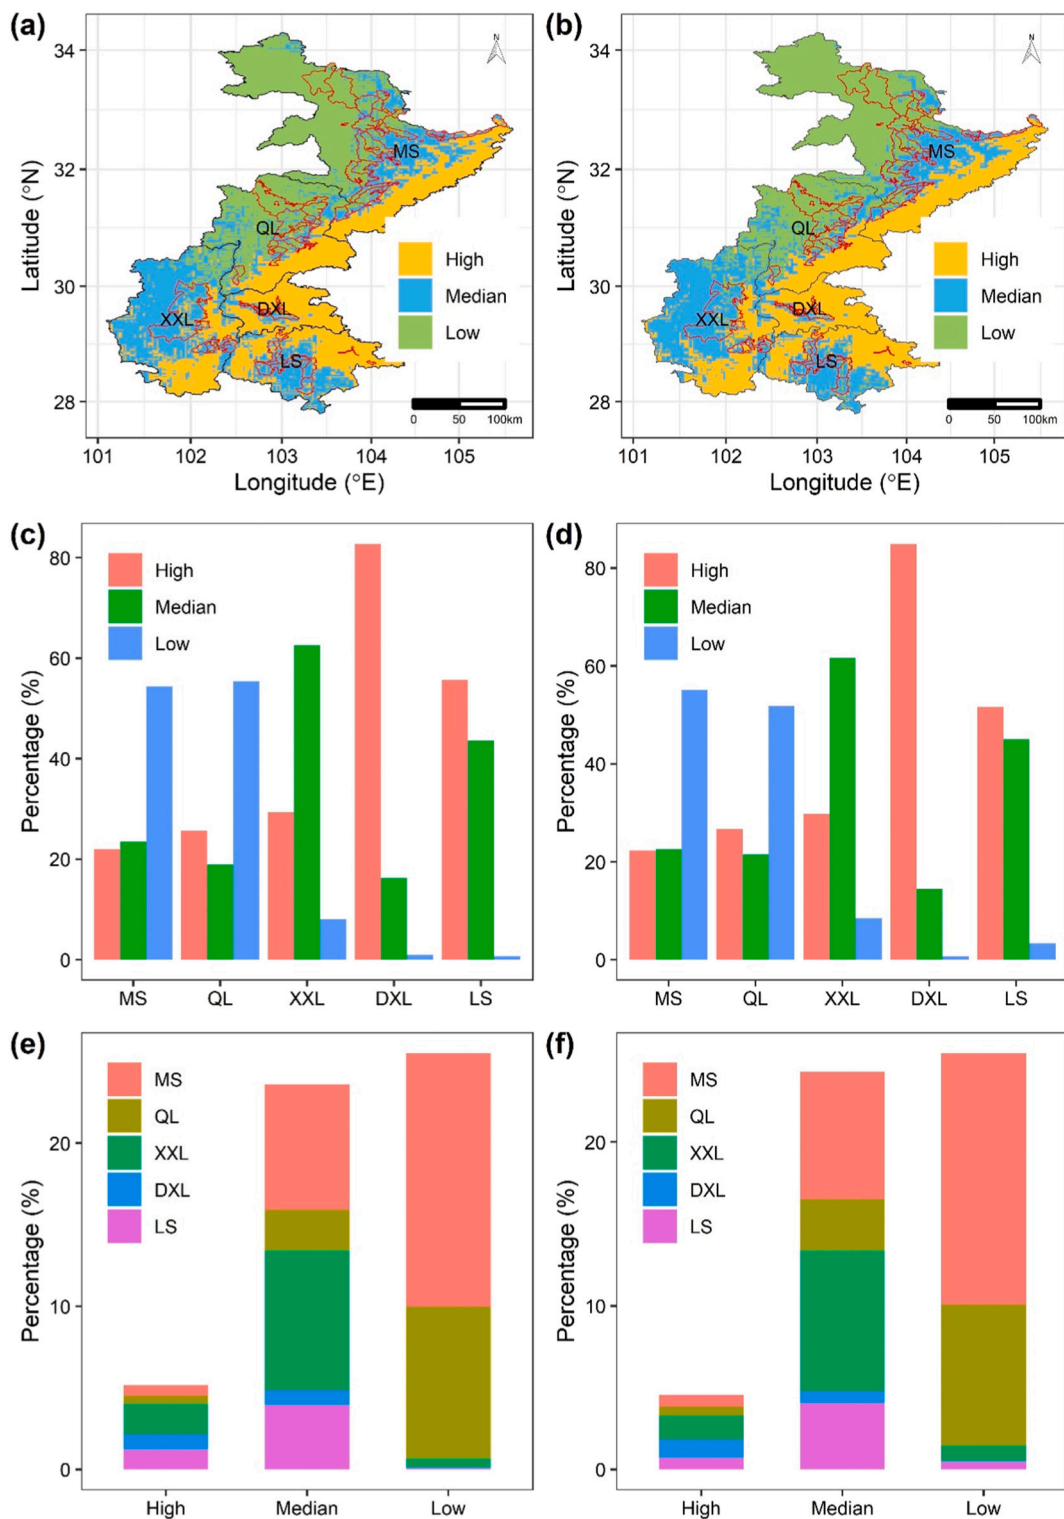 (a)
34
32
30
28
Latitude (°N)
N
MS
QL
XXL
DXL
LS
High
Median
Low
0 50 100km
101 102 103 104 105
Longitude (°E)
(b)
34
32
30
28
Latitude (°N)
N
MS
QL
XXL
DXL
LS
High
Median
Low
0 50 100km
101 102 103 104 105
Longitude (°E)
(c)
80
60
40
20
0
Percentage (%)
High
Median
Low
MS QL XXL DXL LS
(d)
80
60
40
20
0
Percentage (%)
High
Median
Low
MS QL XXL DXL LS
(e)
20
10
0
Percentage (%)
MS
QL
XXL
DXL
LS
High Median Low
(f)
20
10
0
Percentage (%)
MS
QL
XXL
DXL
LS
High Median Low